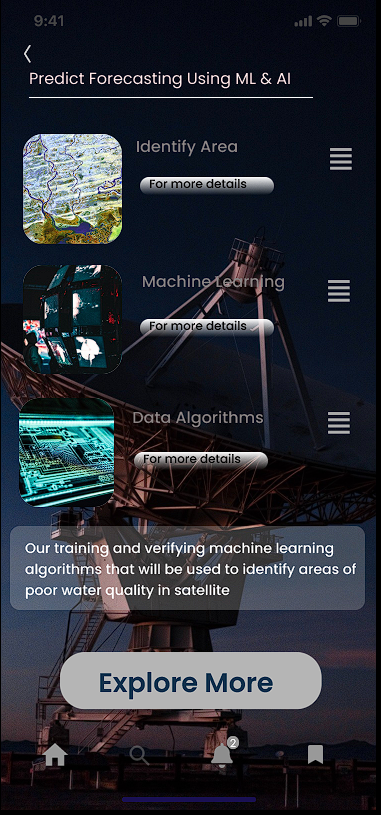 9:41
Predict Forecasting Using ML & AI
Identify Area
For more details
Machine Learning
For more details
Data Algorithms
For more details
Our training and verifying machine learning
algorithms that will be used to identify areas of
poor water quality in satellite
Explore More
2